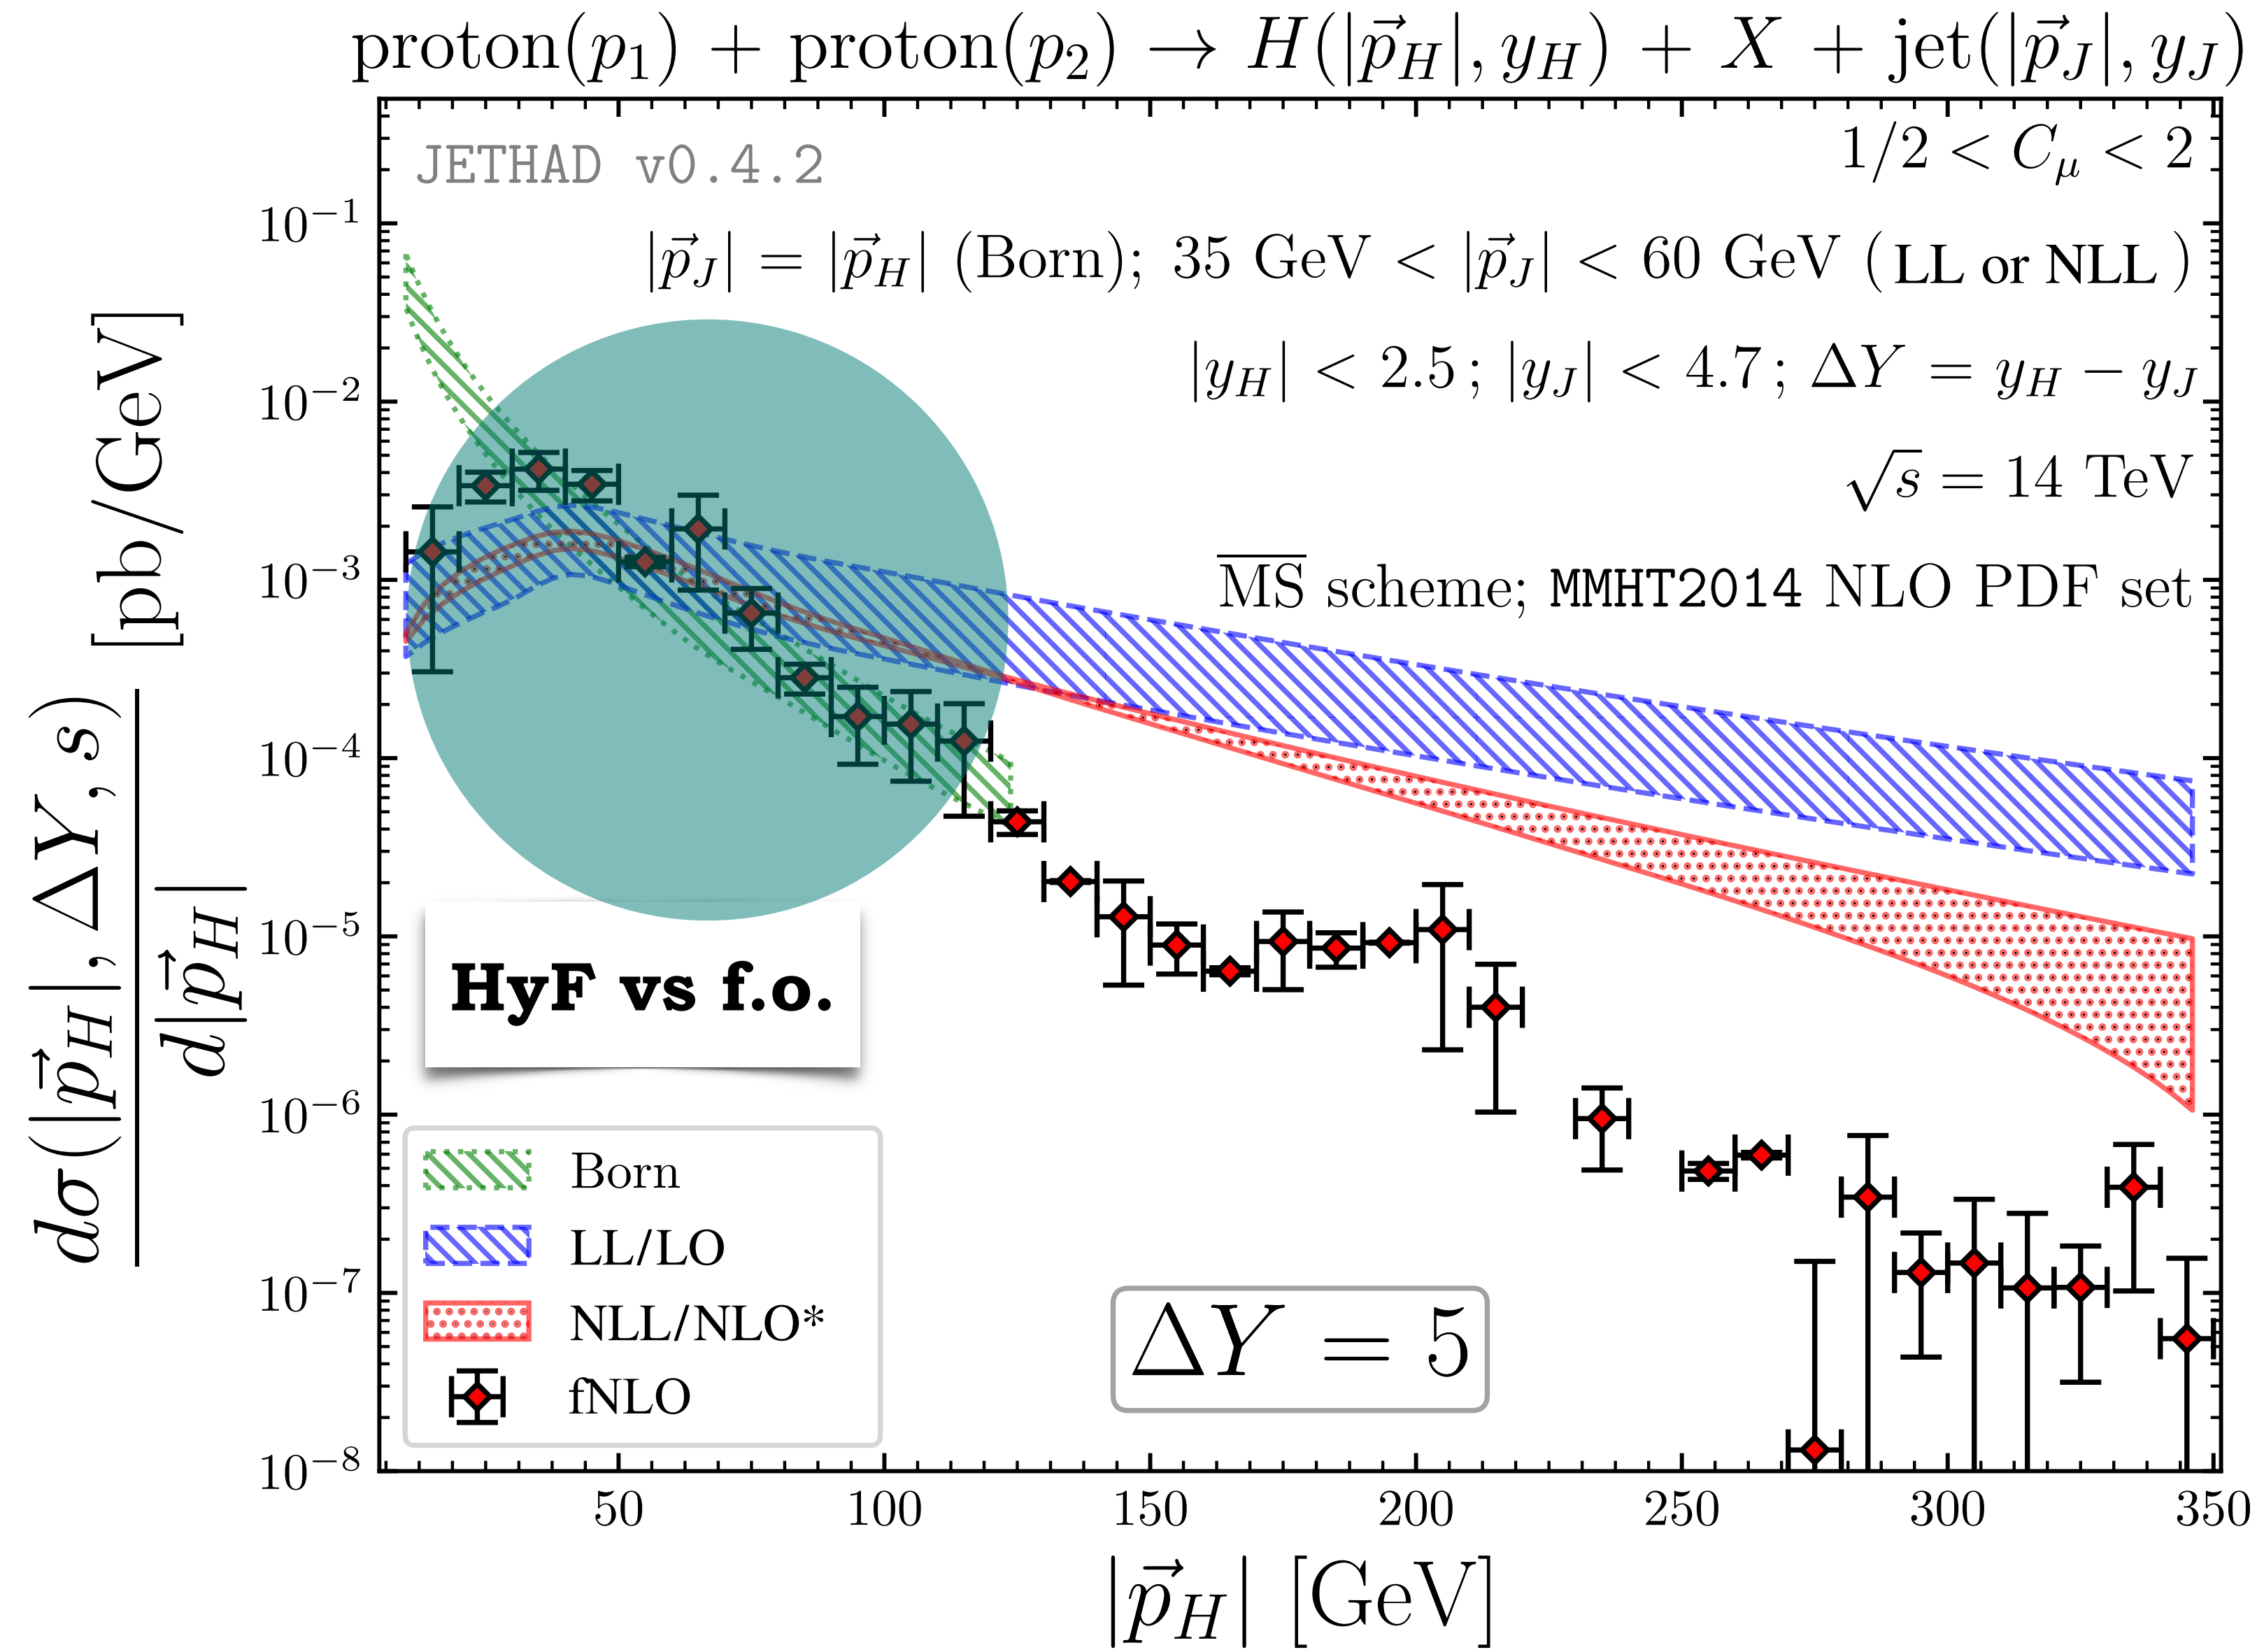 proton(p₁) + proton(p₂) → H(|p⃗_H|, y_H) + X + jet(|p⃗_J|, y_J)
JETHAD v0.4.2
1/2 < C_μ < 2
|p⃗_J| = |p⃗_H| (Born); 35 GeV < |p⃗_J| < 60 GeV ( LL or NLL )
|y_H| < 2.5 ; |y_J| < 4.7 ; ΔY = y_H − y_J
√s = 14 TeV
M̅S̅ scheme; MMHT2014 NLO PDF set
dσ(|p⃗_H|, ΔY, s)
d|p⃗_H|
[pb/GeV]
10⁻¹
10⁻²
10⁻³
10⁻⁴
10⁻⁵
10⁻⁶
10⁻⁷
10⁻⁸
HyF vs f.o.
Born
LL/LO
NLL/NLO*
fNLO
ΔY = 5
50 100 150 200 250 300 350
|p⃗_H| [GeV]